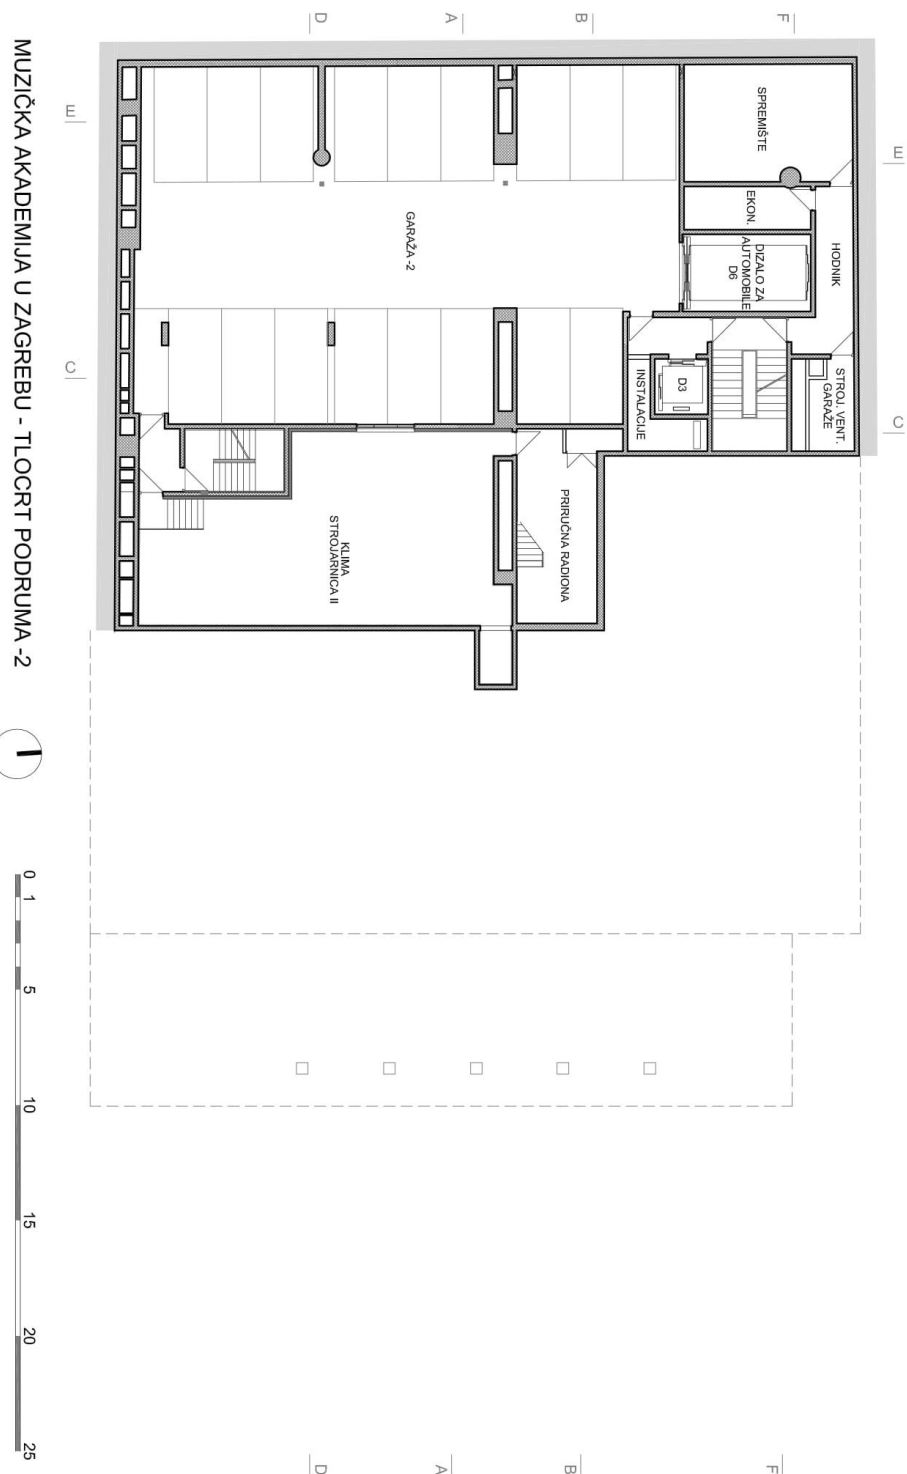 MUZIČKA AKADEMIJA U ZAGREBU - TLOCRT PODRUMA -2
D
A
B
F
E
E
C
C
SPREMIŠTE
EKON.
DIZALO ZA
AUTOMOBILE
D6
HODNIK
GARAŽA -2
STROJ. VENT.
GARAŽE
D3
INSTALACIJE
PRIRUČNA RADIONA
KLIMA
STROJARNICA II
0 1 5 10 15 20 25
D
A
B
F